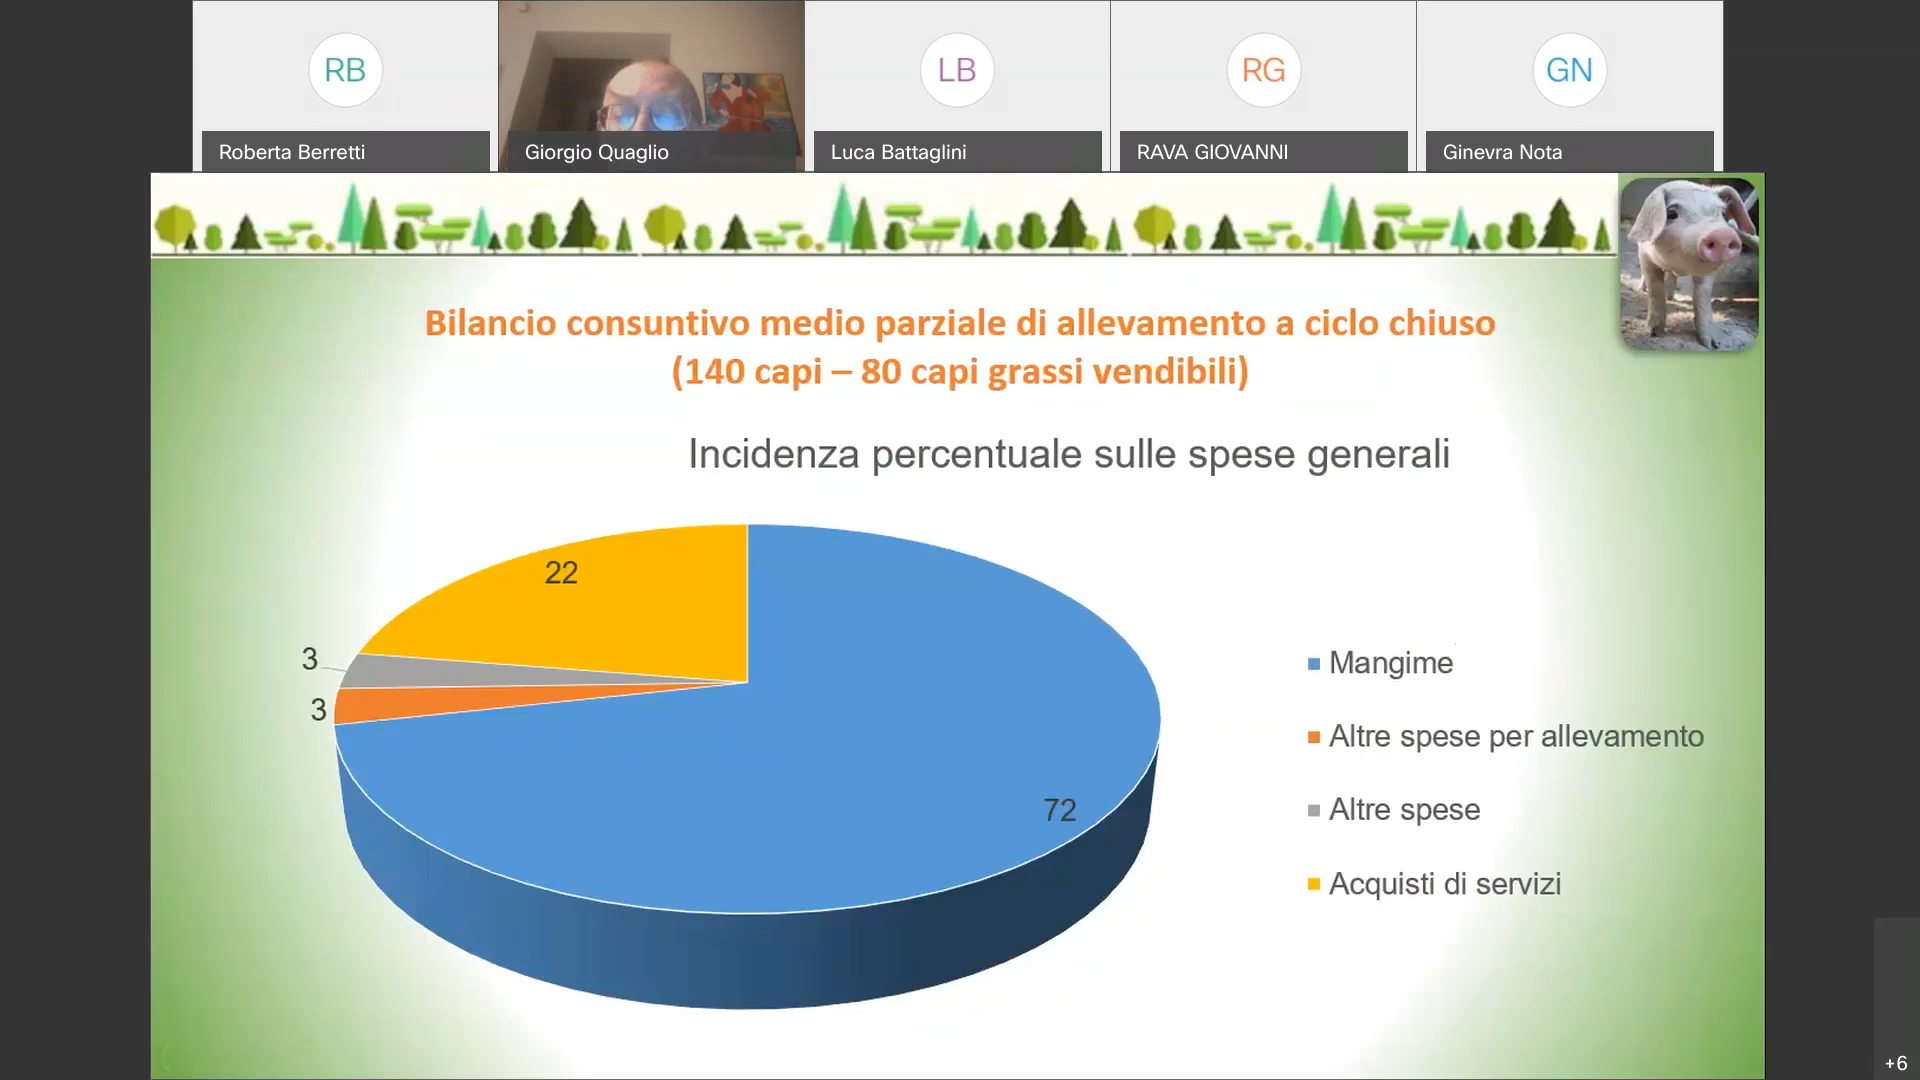 RB
LB
RG
GN
Roberta Berretti
Giorgio Quaglio
Luca Battaglini
RAVA GIOVANNI
Ginevra Nota
Bilancio consuntivo medio parziale di allevamento a ciclo chiuso
(140 capi – 80 capi grassi vendibili)
Incidenza percentuale sulle spese generali
22
3
3
72
Mangime
Altre spese per allevamento
Altre spese
Acquisti di servizi
+6